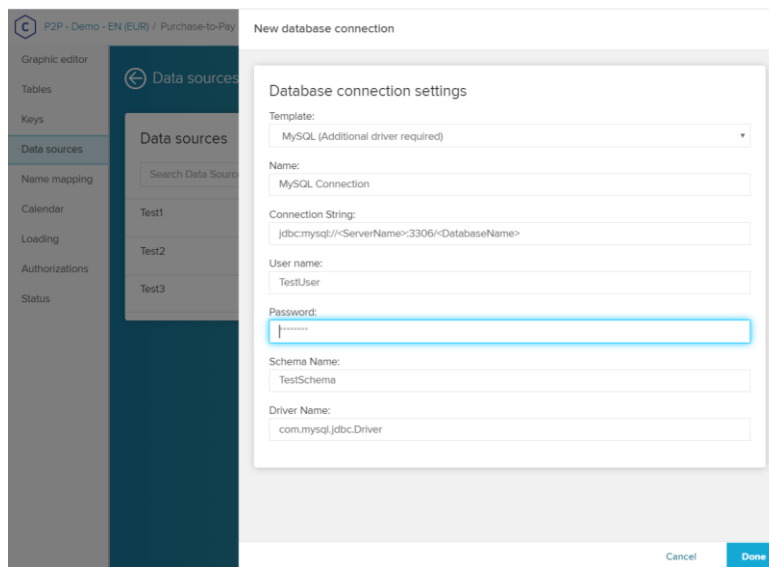 C P2P - Demo - EN (EUR) / Purchase-to-Pay
Graphic editor
Tables
Keys
Data sources
Name mapping
Calendar
Loading
Authorizations
Status
Data sources
Data sources
Search Data Sourc
Test1
Test2
Test3
New database connection
Database connection settings
Template:
MySQL (Additional driver required)
Name:
MySQL Connection
Connection String:
jdbc:mysql://<ServerName>:3306/<DatabaseName>
User name:
TestUser
Password:
********
Schema Name:
TestSchema
Driver Name:
com.mysql.jdbc.Driver
Cancel Done